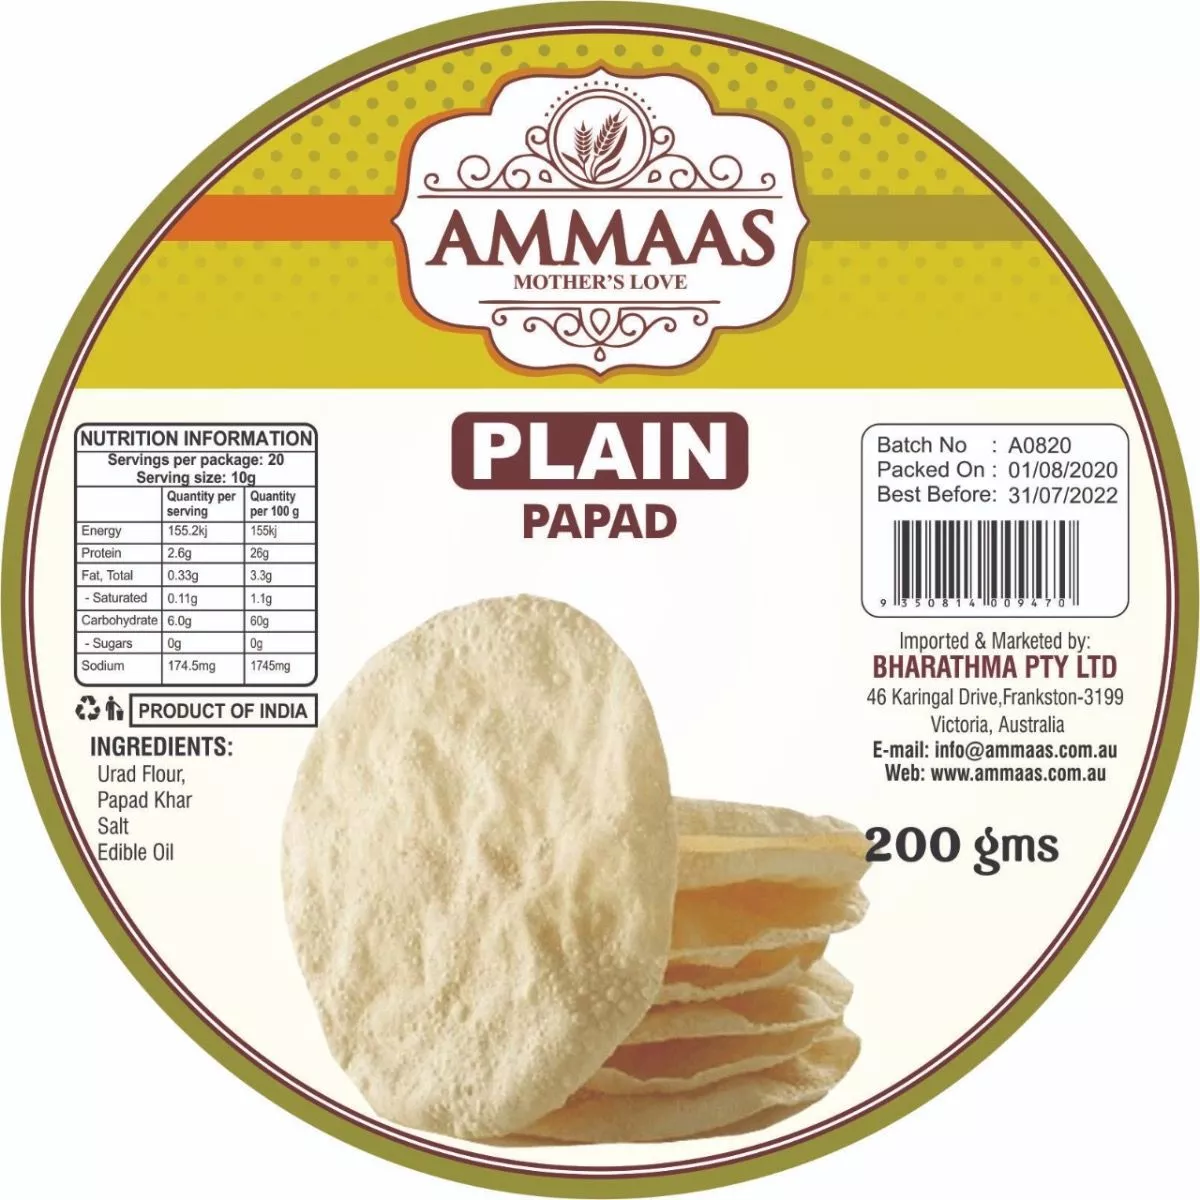 AMMAAS
MOTHER'S LOVE
PLAIN
PAPAD
NUTRITION INFORMATION
Servings per package: 20
Serving size: 10g
Quantity per serving Quantity per 100 g
Energy 155.2kj 155kj
Protein 2.6g 26g
Fat, Total 0.33g 3.3g
- Saturated 0.11g 1.1g
Carbohydrate 6.0g 60g
- Sugars 0g 0g
Sodium 174.5mg 1745mg
PRODUCT OF INDIA
INGREDIENTS:
Urad Flour,
Papad Khar
Salt
Edible Oil
Batch No : A0820
Packed On : 01/08/2020
Best Before: 31/07/2022
9 350814 009470
Imported & Marketed by:
BHARATHMA PTY LTD
46 Karingal Drive,Frankston-3199
Victoria, Australia
E-mail: info@ammaas.com.au
Web: www.ammaas.com.au
200 gms